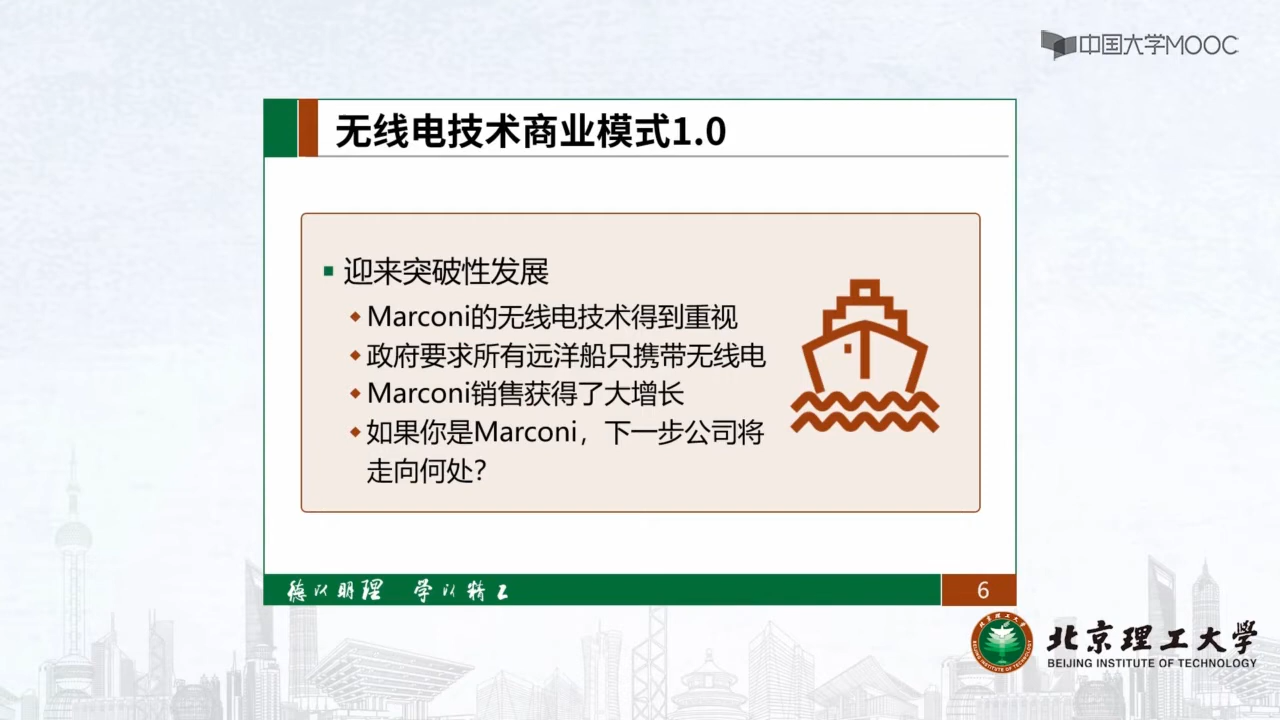 中国大学MOOC
无线电技术商业模式1.0
迎来突破性发展
Marconi的无线电技术得到重视
政府要求所有远洋船只携带无线电
Marconi销售获得了大增长
如果你是Marconi，下一步公司将
走向何处？
德以明理 学以精工
6
北京理工大学
BEIJING INSTITUTE OF TECHNOLOGY